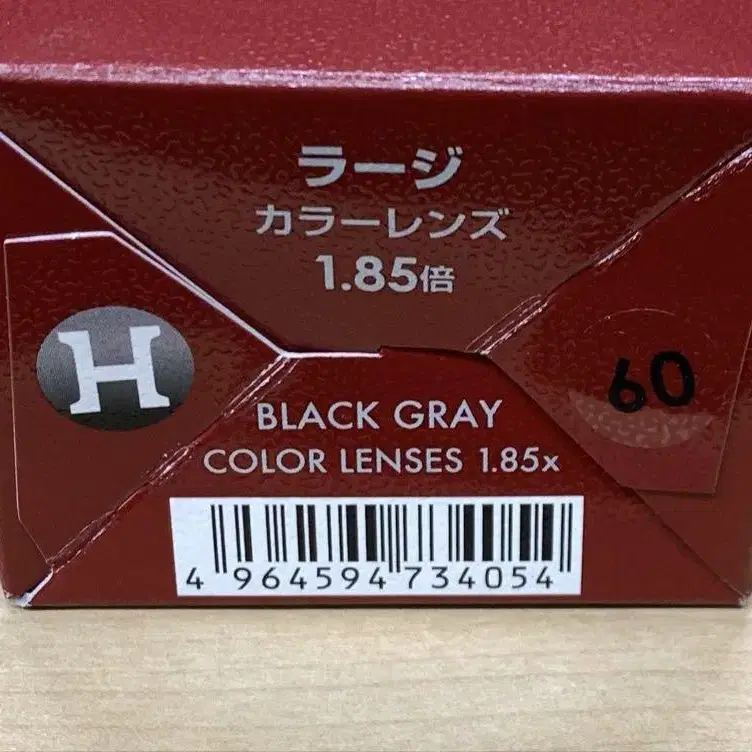 ラージ
カラーレンズ
1.85倍
H
60
BLACK GRAY
COLOR LENSES 1.85x
4 964594 734054